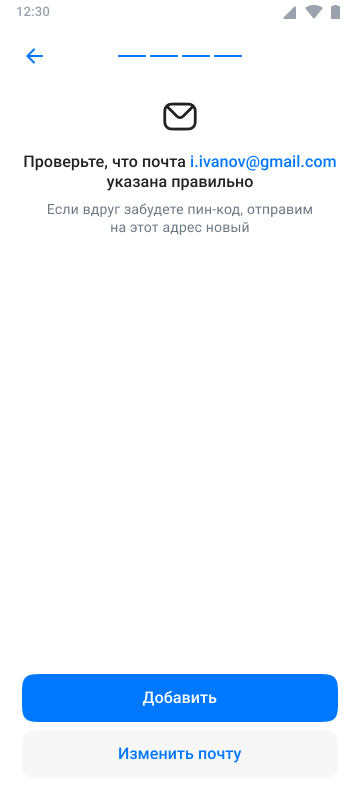 12:30
Проверьте, что почта i.ivanov@gmail.com
указана правильно
Если вдруг забудете пин-код, отправим
на этот адрес новый
Добавить
Изменить почту